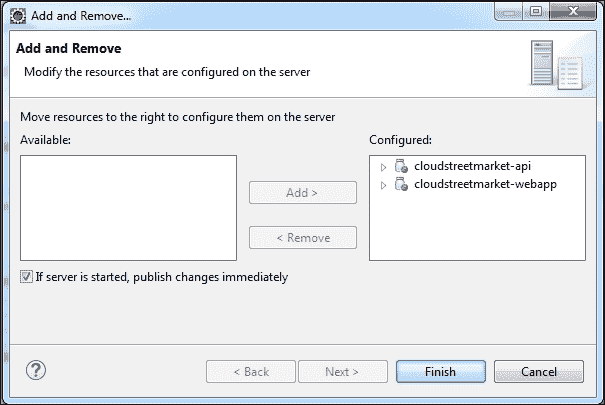 Add and Remove...
Add and Remove
Modify the resources that are configured on the server
Move resources to the right to configure them on the server
Available:
Configured:
cloudstreetmarket-api
cloudstreetmarket-webapp
Add >
< Remove
If server is started, publish changes immediately
?
< Back
Next >
Finish
Cancel